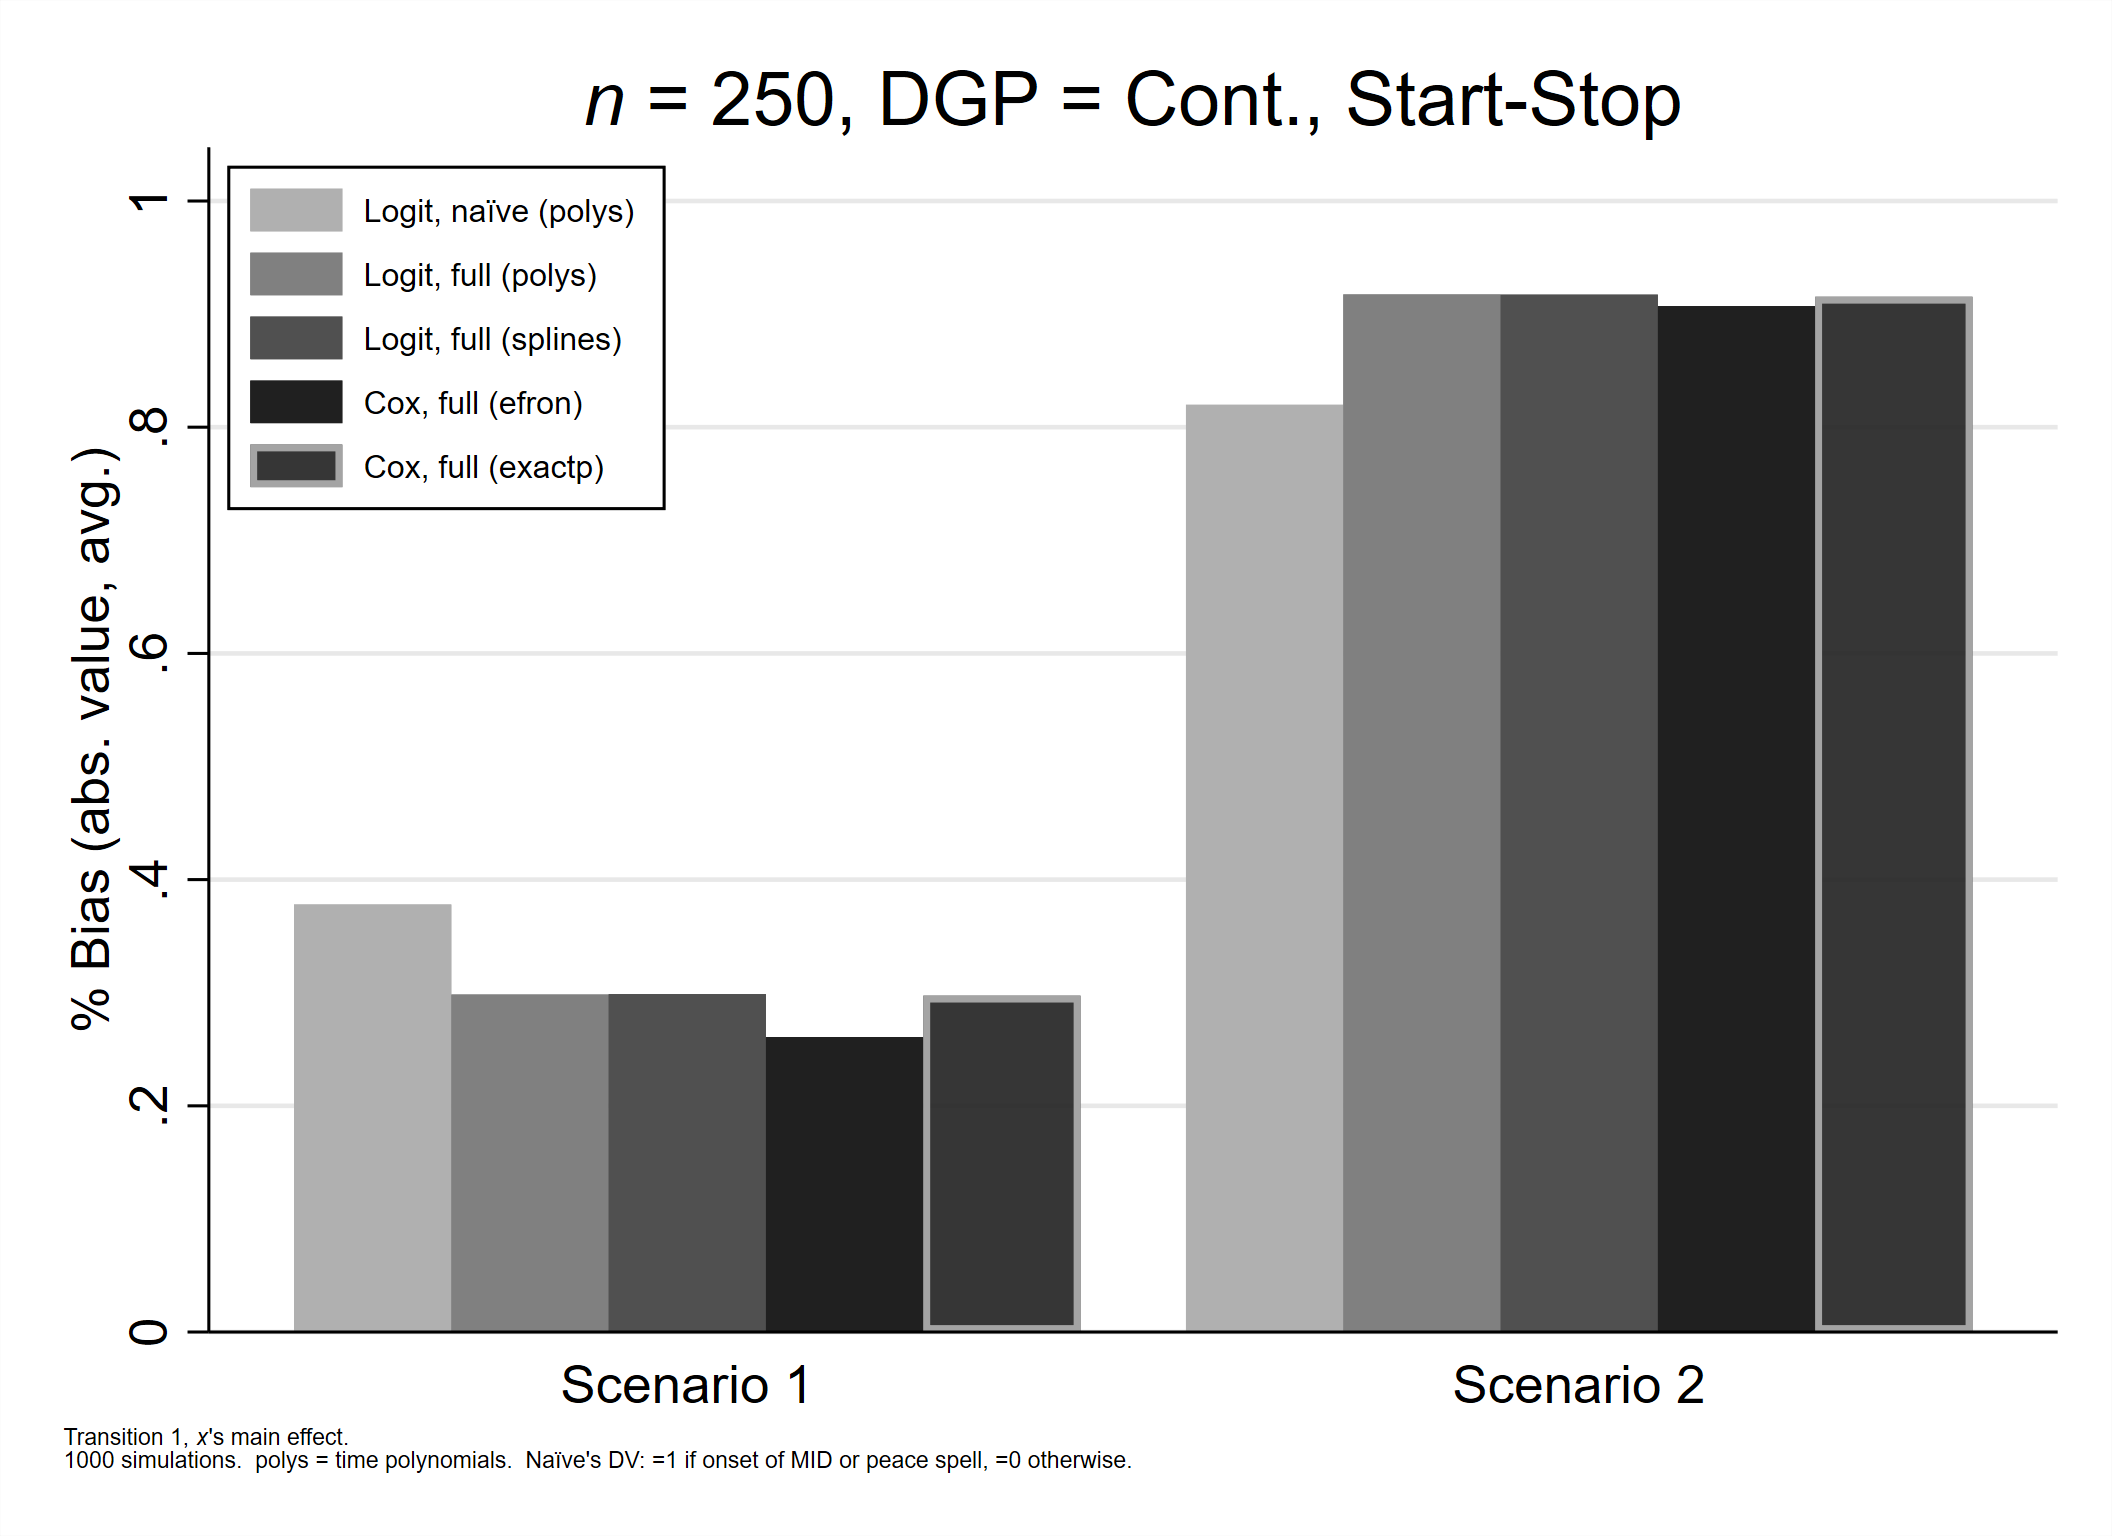 n = 250, DGP = Cont., Start-Stop
Logit, naïve (polys)
Logit, full (polys)
Logit, full (splines)
Cox, full (efron)
Cox, full (exactp)
% Bias (abs. value, avg.)
1
.8
.6
.4
.2
0
Scenario 1
Scenario 2
Transition 1, x's main effect.
1000 simulations.  polys = time polynomials.  Naïve's DV: =1 if onset of MID or peace spell, =0 otherwise.